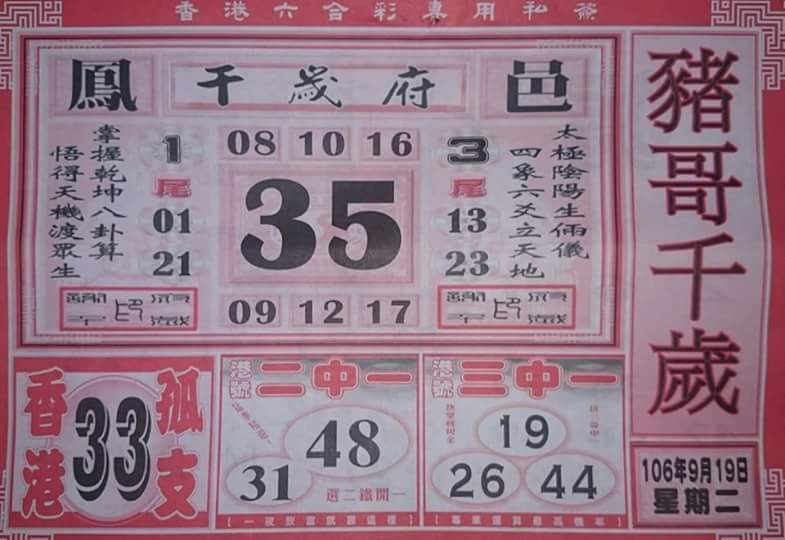 香港六合彩專用私簽
鳳 千歲府 邑
掌握乾坤八卦算
悟得天機渡眾生
1
尾
01
21
08 10 16
35
09 12 17
3
尾
13
23
太極陰陽生倆儀
四象六爻立天地
豬哥千歲
香港
33
孤支
港號
二中一
48
31
一開鐵二選
港號
三中一
19
26 44
106年9月19日
星期二